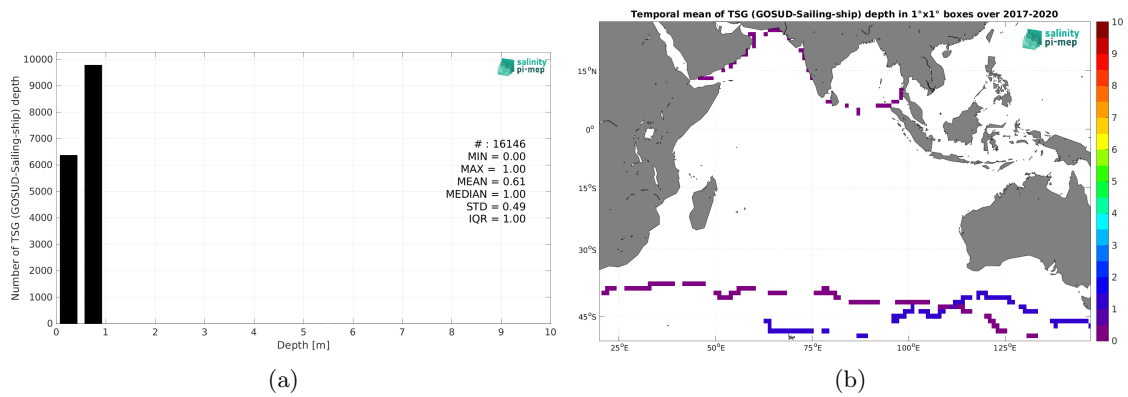 10000
9000
8000
7000
6000
5000
4000
3000
2000
1000
0
Number of TSG (GOSUD-Sailing-ship) depth
salinity
pi-mep
# : 16146
MIN = 0.00
MAX = 1.00
MEAN = 0.61
MEDIAN = 1.00
STD = 0.49
IQR = 1.00
0 1 2 3 4 5 6 7 8 9 10
Depth [m]
(a)
Temporal mean of TSG (GOSUD-Sailing-ship) depth in 1°x1° boxes over 2017-2020
salinity
pi-mep
15°N
0°
15°S
30°S
45°S
25°E 50°E 75°E 100°E 125°E
10
9
8
7
6
5
4
3
2
1
0
(b)